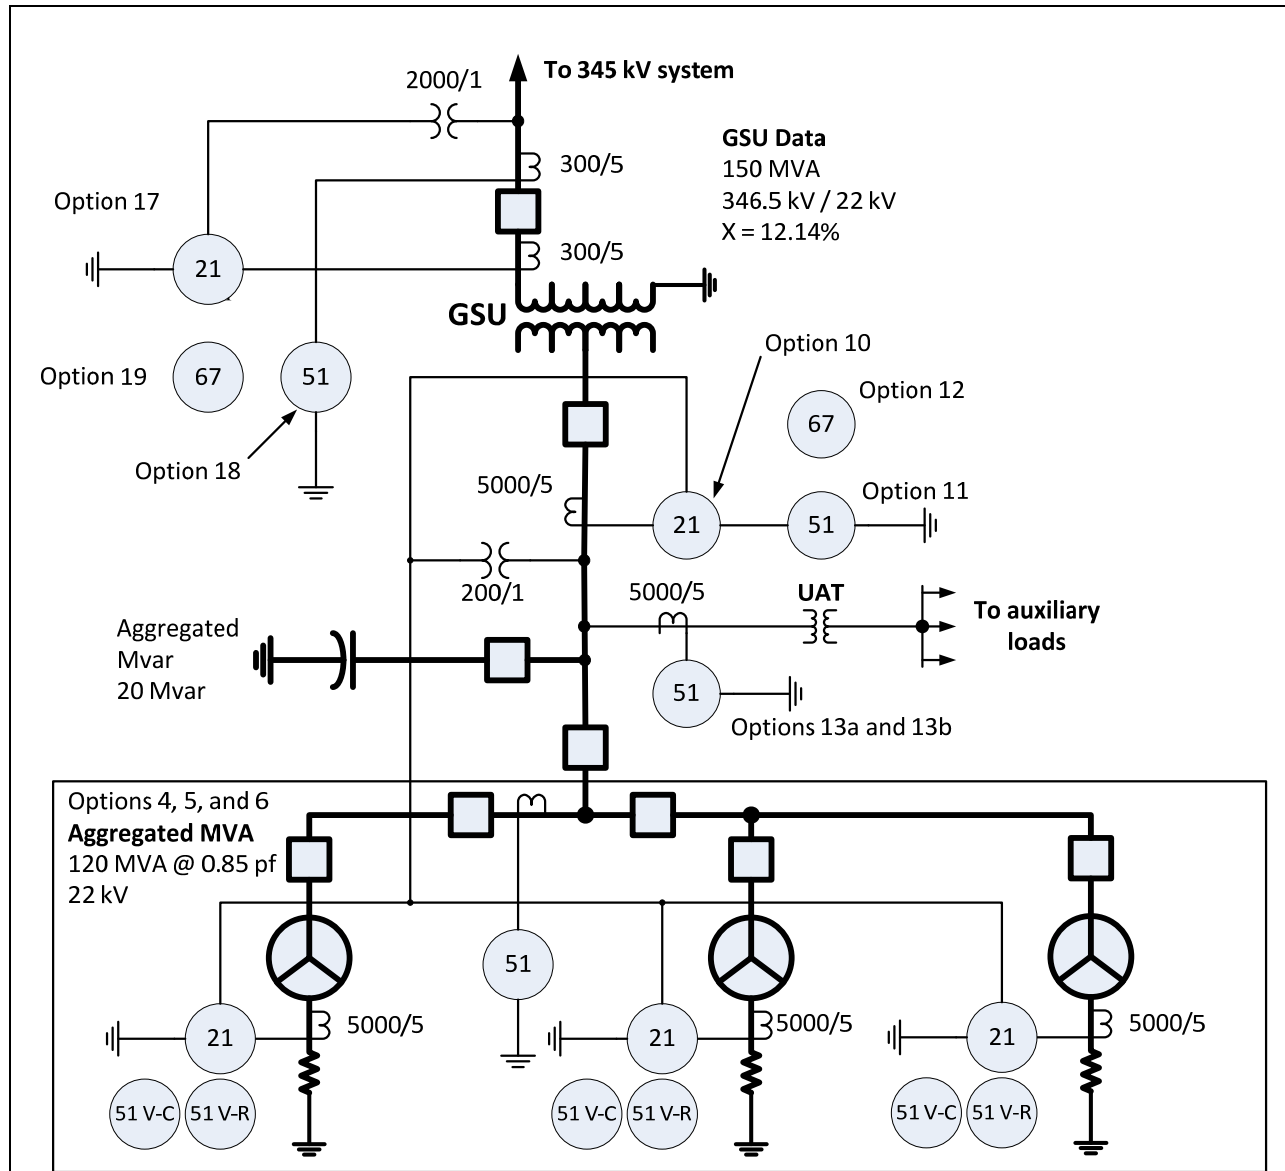 To 345 kV system
2000/1
GSU Data
150 MVA
346.5 kV / 22 kV
X = 12.14%
300/5
Option 17
300/5
21
GSU
Option 10
Option 19
67
51
Option 12
67
Option 18
5000/5
Option 11
21
51
200/1
5000/5
UAT
To auxiliary
loads
Aggregated
Mvar
20 Mvar
51
Options 13a and 13b
Options 4, 5, and 6
Aggregated MVA
120 MVA @ 0.85 pf
22 kV
51
21
5000/5
21
5000/5
21
5000/5
51 V-C
51 V-R
51 V-C
51 V-R
51 V-C
51 V-R